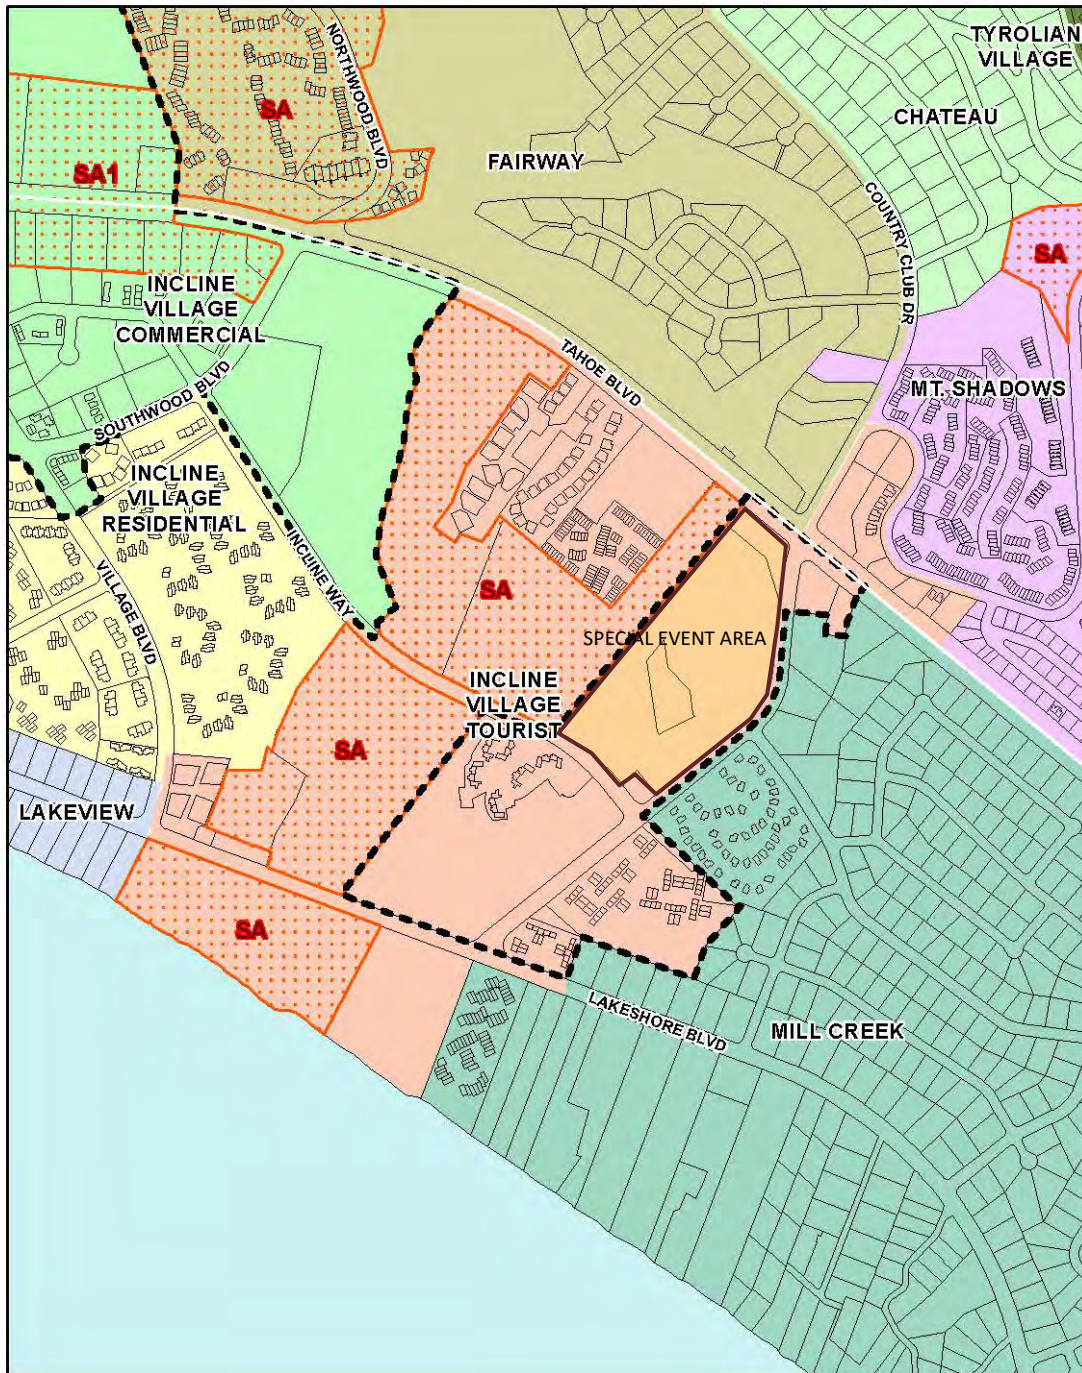 TYROLIAN
VILLAGE
NORTHWOOD BLVD
SA
CHATEAU
FAIRWAY
SA1
COUNTRY CLUB DR
SA
INCLINE
VILLAGE
COMMERCIAL
TAHOE BLVD
MT. SHADOWS
SOUTHWOOD BLVD
INCLINE
VILLAGE
RESIDENTIAL
INCLINE WAY
VILLAGE BLVD
SA
SPECIAL EVENT AREA
INCLINE
VILLAGE
TOURIST
SA
LAKEVIEW
SA
LAKESHORE BLVD
MILL CREEK